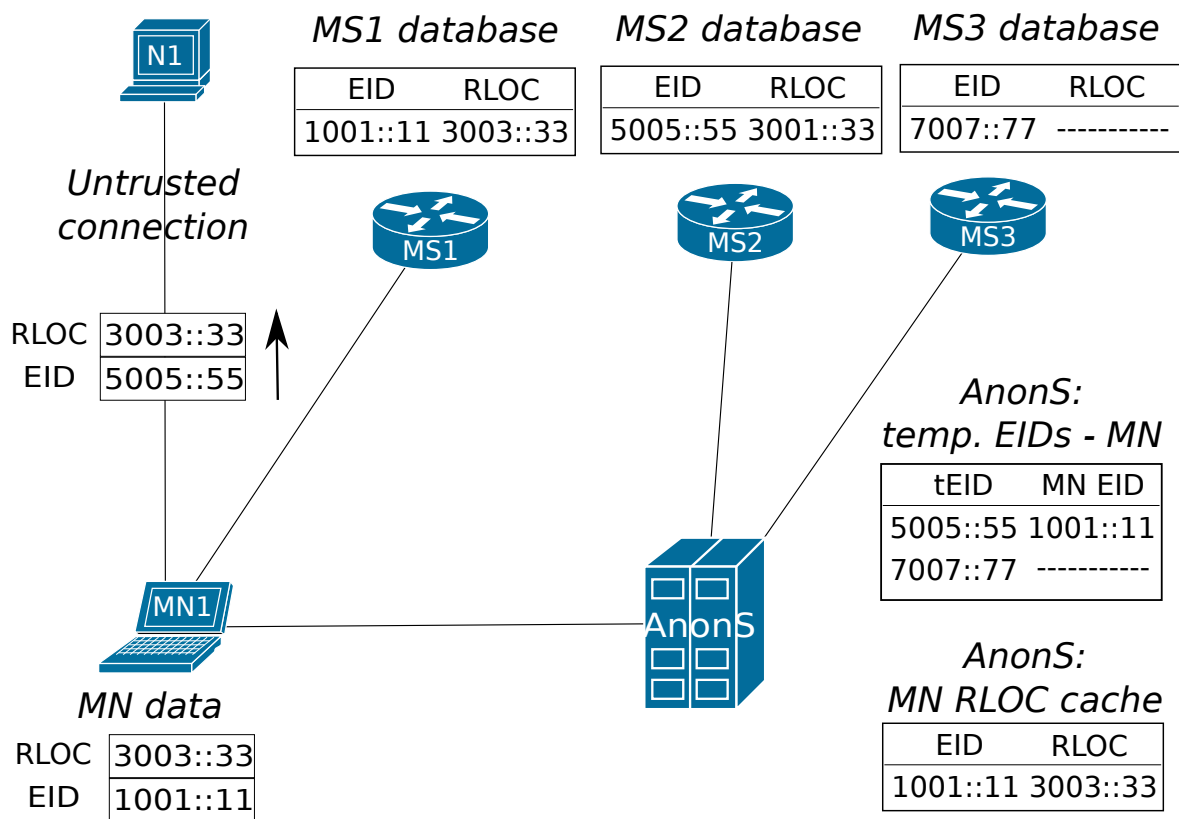 N1
MS1 database
EID RLOC
1001::11 3003::33
MS2 database
EID RLOC
5005::55 3001::33
MS3 database
EID RLOC
7007::77 -----------
Untrusted
connection
MS1
MS2
MS3
RLOC 3003::33
EID 5005::55
AnonS:
temp. EIDs - MN
tEID MN EID
5005::55 1001::11
7007::77 -----------
MN1
AnonS
MN data
RLOC 3003::33
EID 1001::11
AnonS:
MN RLOC cache
EID RLOC
1001::11 3003::33